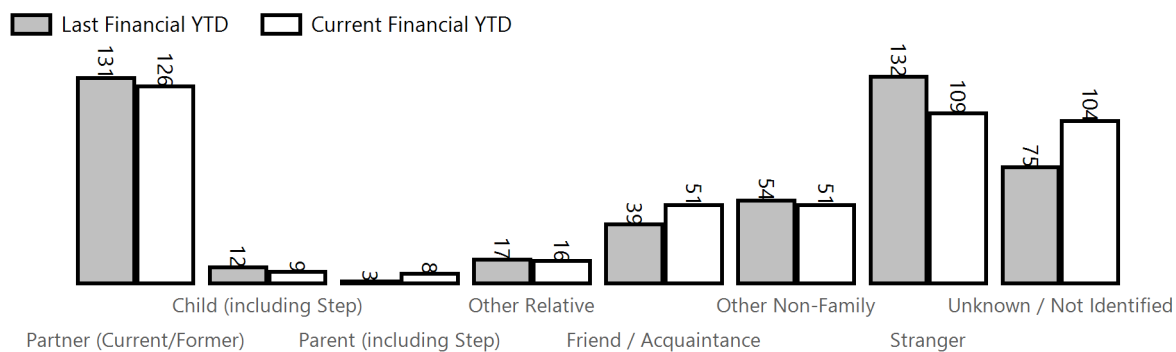 Last Financial YTD Current Financial YTD
131 126 12 9 3 8 17 16 39 51 54 51 132 109 75 104
Child (including Step) Other Relative Other Non-Family Unknown / Not Identified
Partner (Current/Former) Parent (including Step) Friend / Acquaintance Stranger